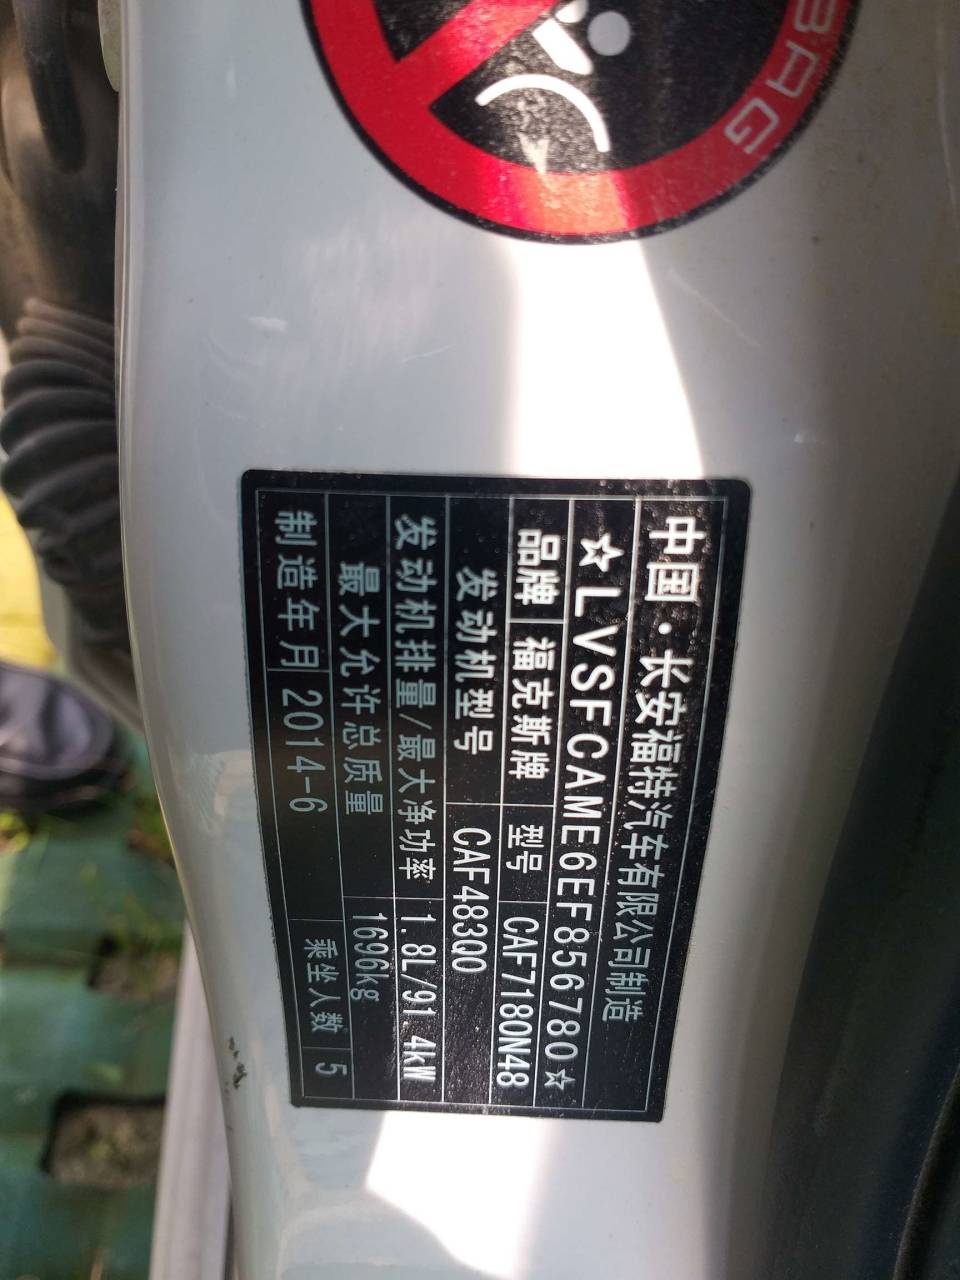 BAG
中国·长安福特汽车有限公司制造
☆LVSFCAME6EF856780☆
品牌 福克斯牌 型号 CAF7180N48
发动机型号 CAF483Q0
发动机排量/最大净功率 1.8L/91.4kW
最大允许总质量 1696kg
制造年月 2014-6 乘坐人数 5